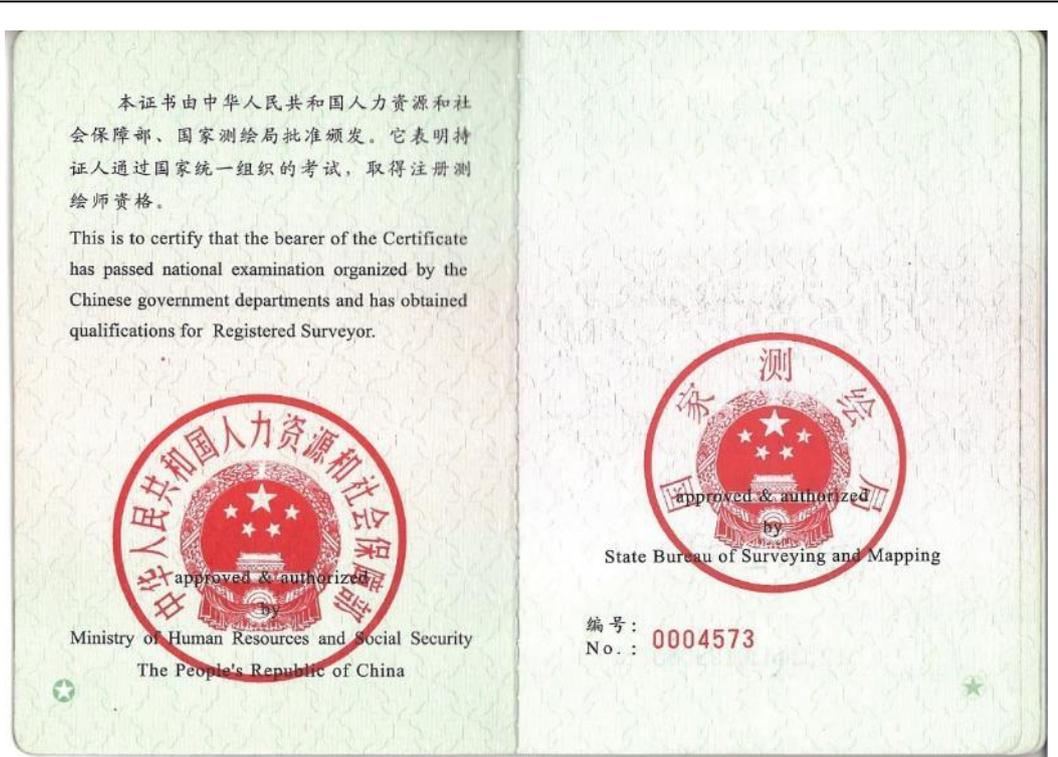 本证书由中华人民共和国人力资源和社
会保障部、国家测绘局批准颁发。它表明持
证人通过国家统一组织的考试，取得注册测
绘师资格。
This is to certify that the bearer of the Certificate
has passed national examination organized by the
Chinese government departments and has obtained
qualifications for Registered Surveyor.
中华人民共和国人力资源和社会保障部
approved & authorized
by
Ministry of Human Resources and Social Security
The People's Republic of China
国家测绘局
approved & authorized
by
State Bureau of Surveying and Mapping
编号：
No.： 0004573